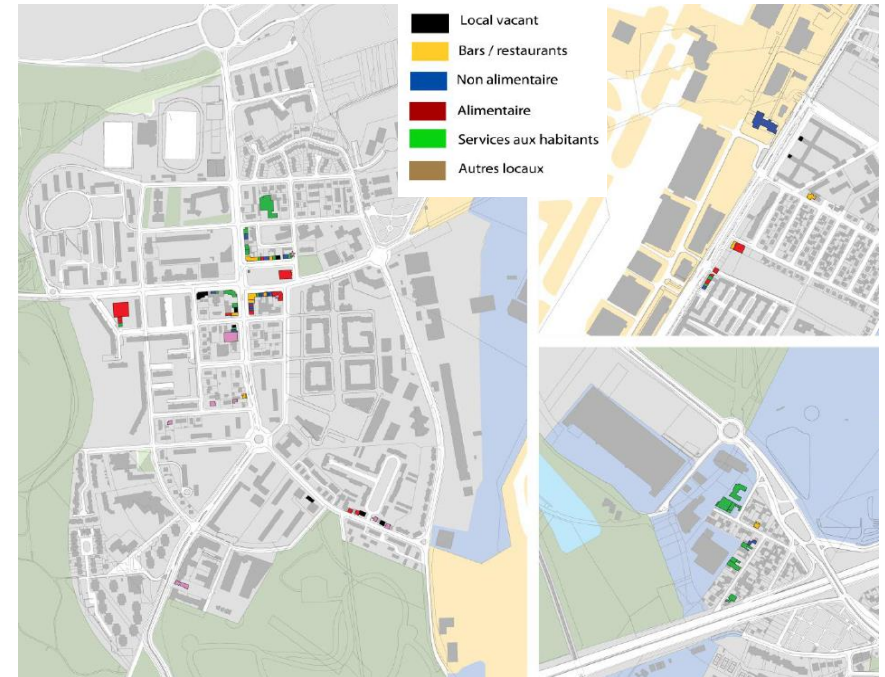 Local vacant
Bars / restaurants
Non alimentaire
Alimentaire
Services aux habitants
Autres locaux